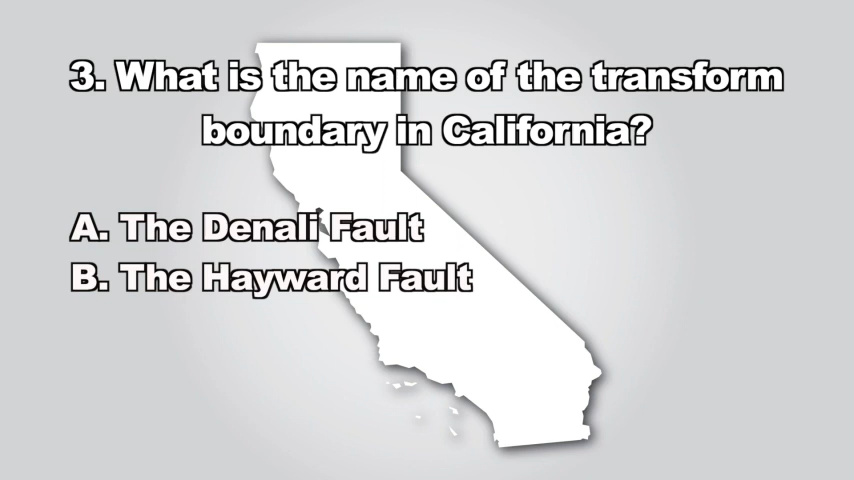 3. What is the name of the transform
boundary in California?
A. The Denali Fault
B. The Hayward Fault